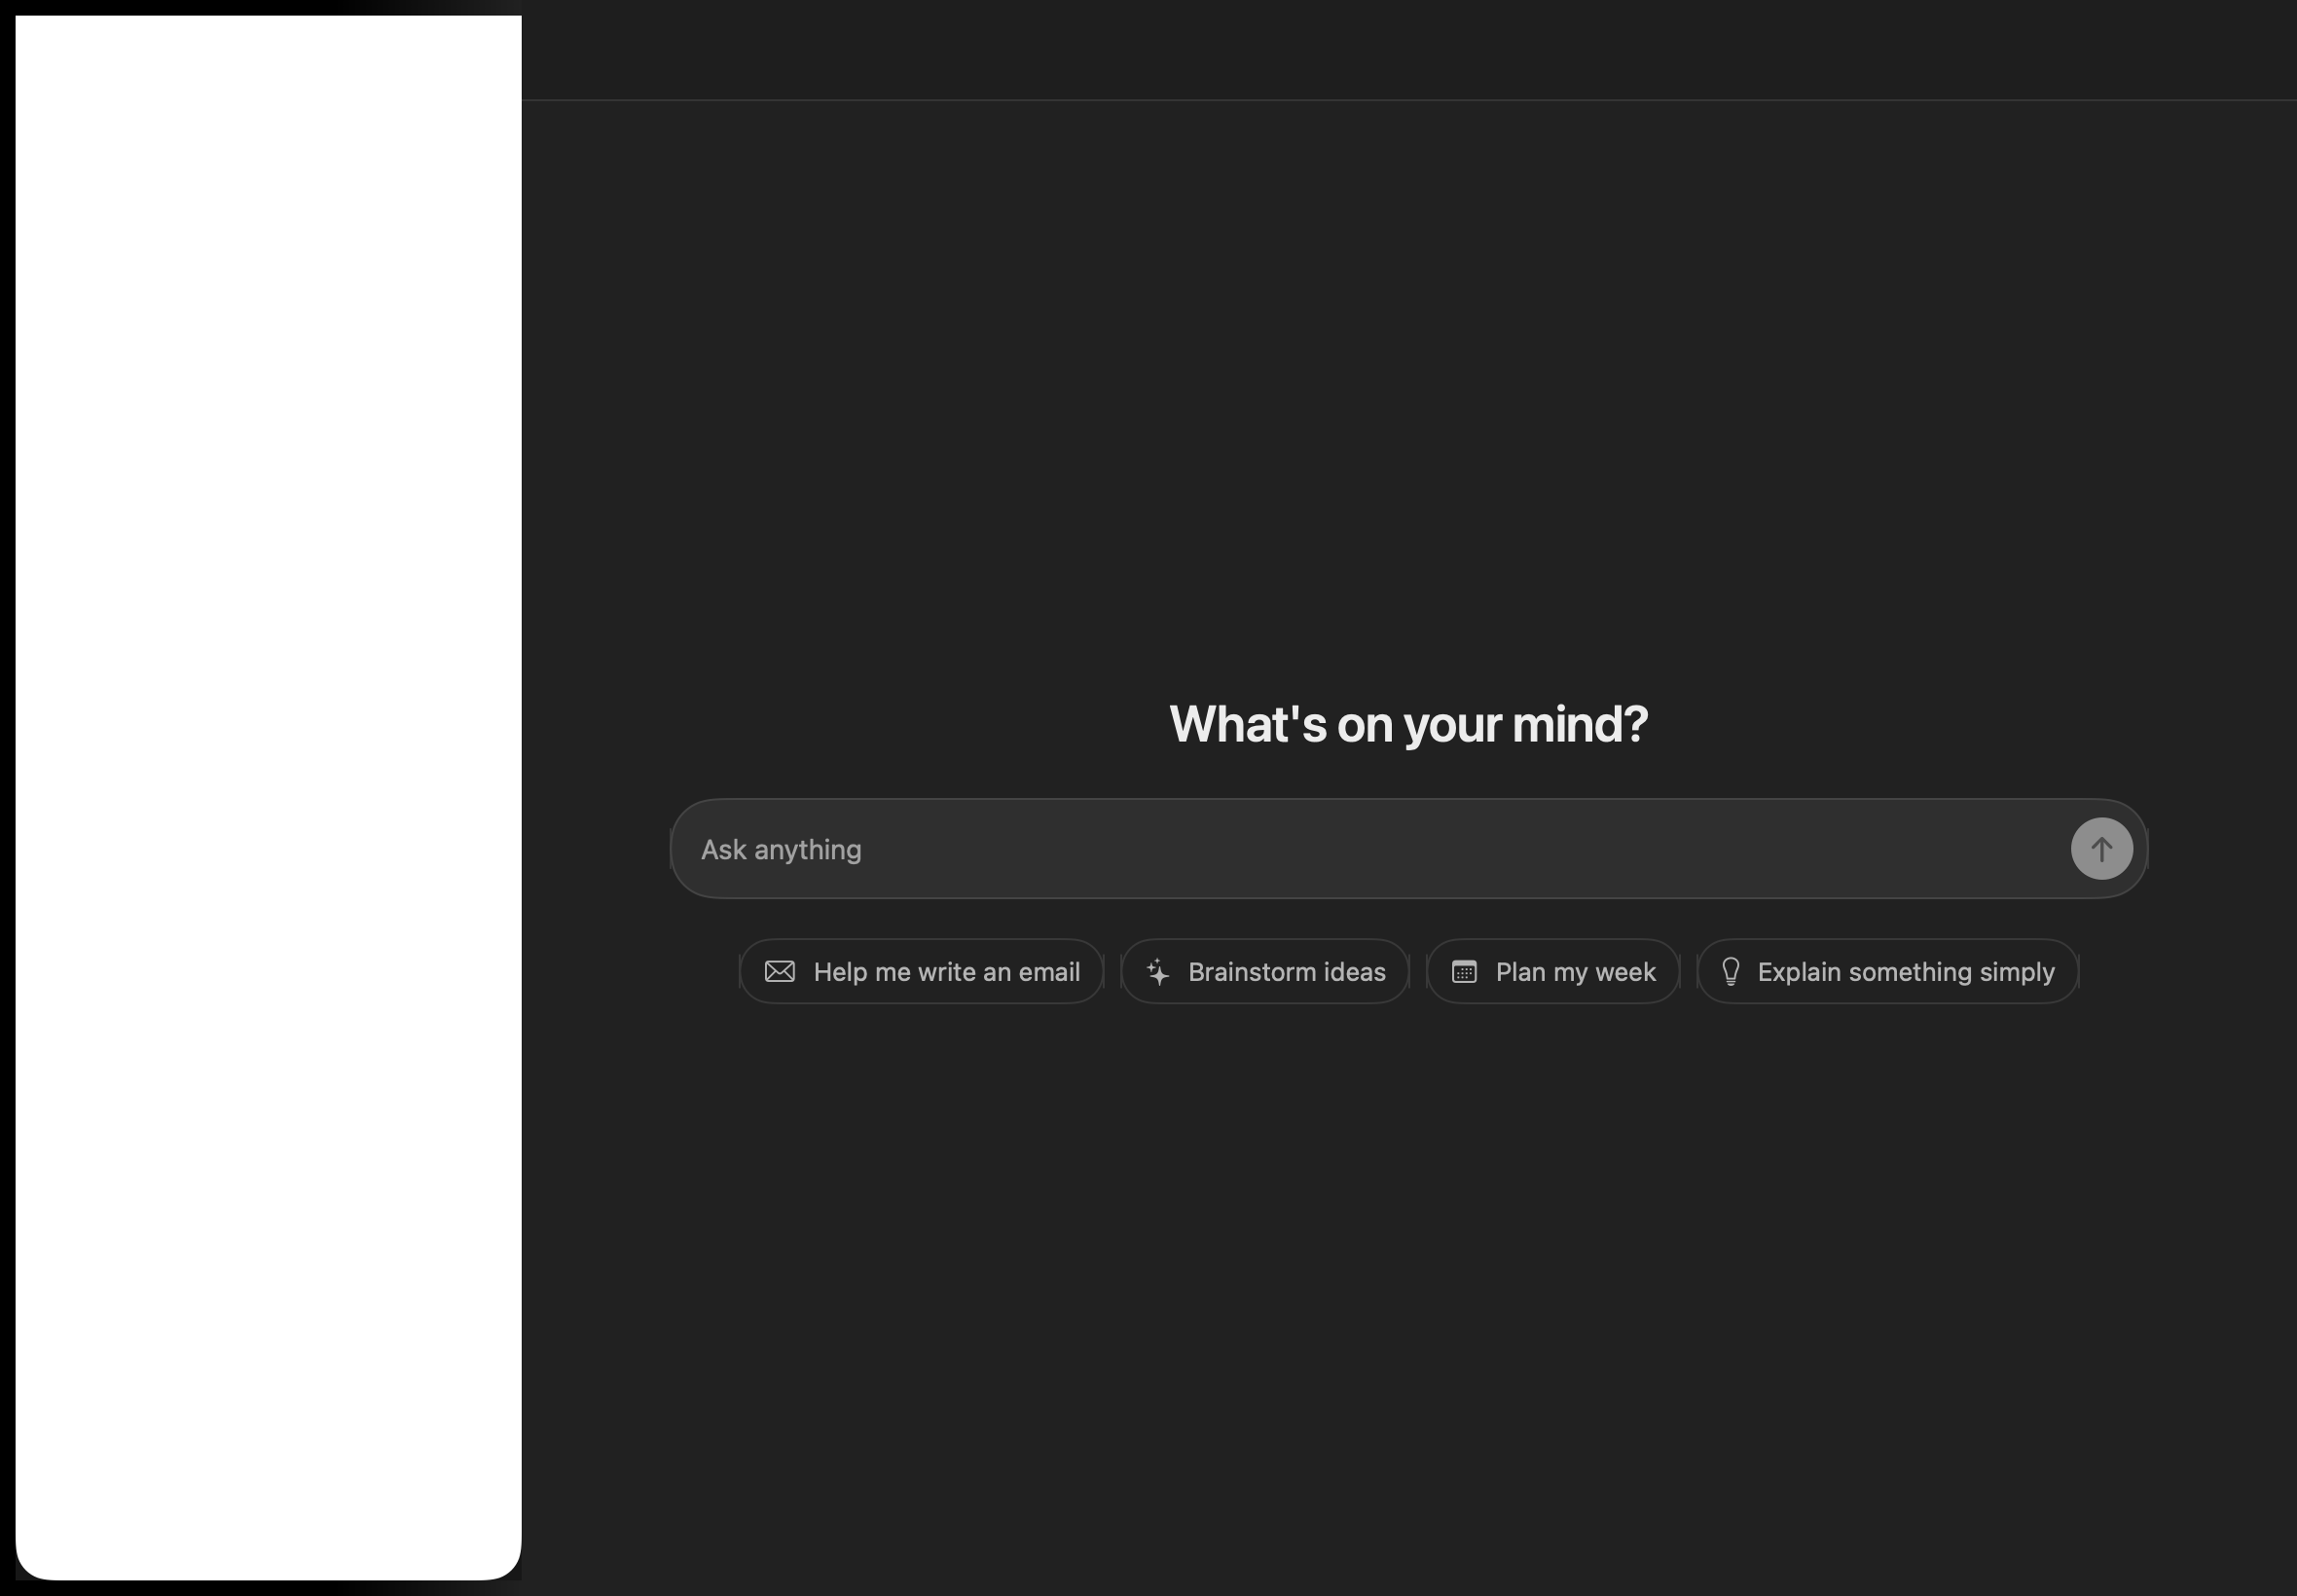 What's on your mind?
Ask anything
Help me write an email
Brainstorm ideas
Plan my week
Explain something simply